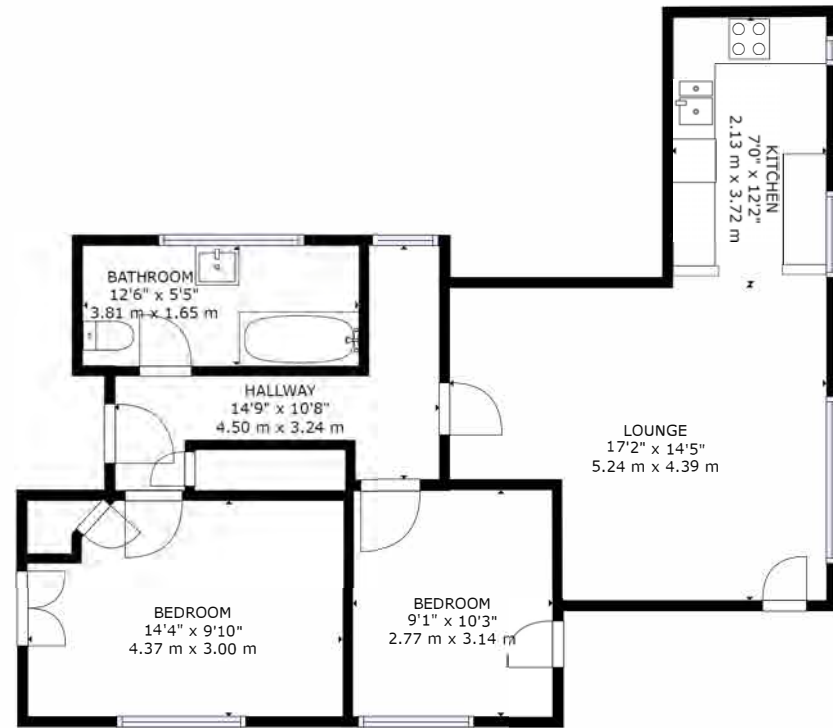 KITCHEN
7'0" x 12'2"
2.13 m x 3.72 m
BATHROOM
12'6" x 5'5"
3.81 m x 1.65 m
HALLWAY
14'9" x 10'8"
4.50 m x 3.24 m
LOUNGE
17'2" x 14'5"
5.24 m x 4.39 m
BEDROOM
14'4" x 9'10"
4.37 m x 3.00 m
BEDROOM
9'1" x 10'3"
2.77 m x 3.14 m